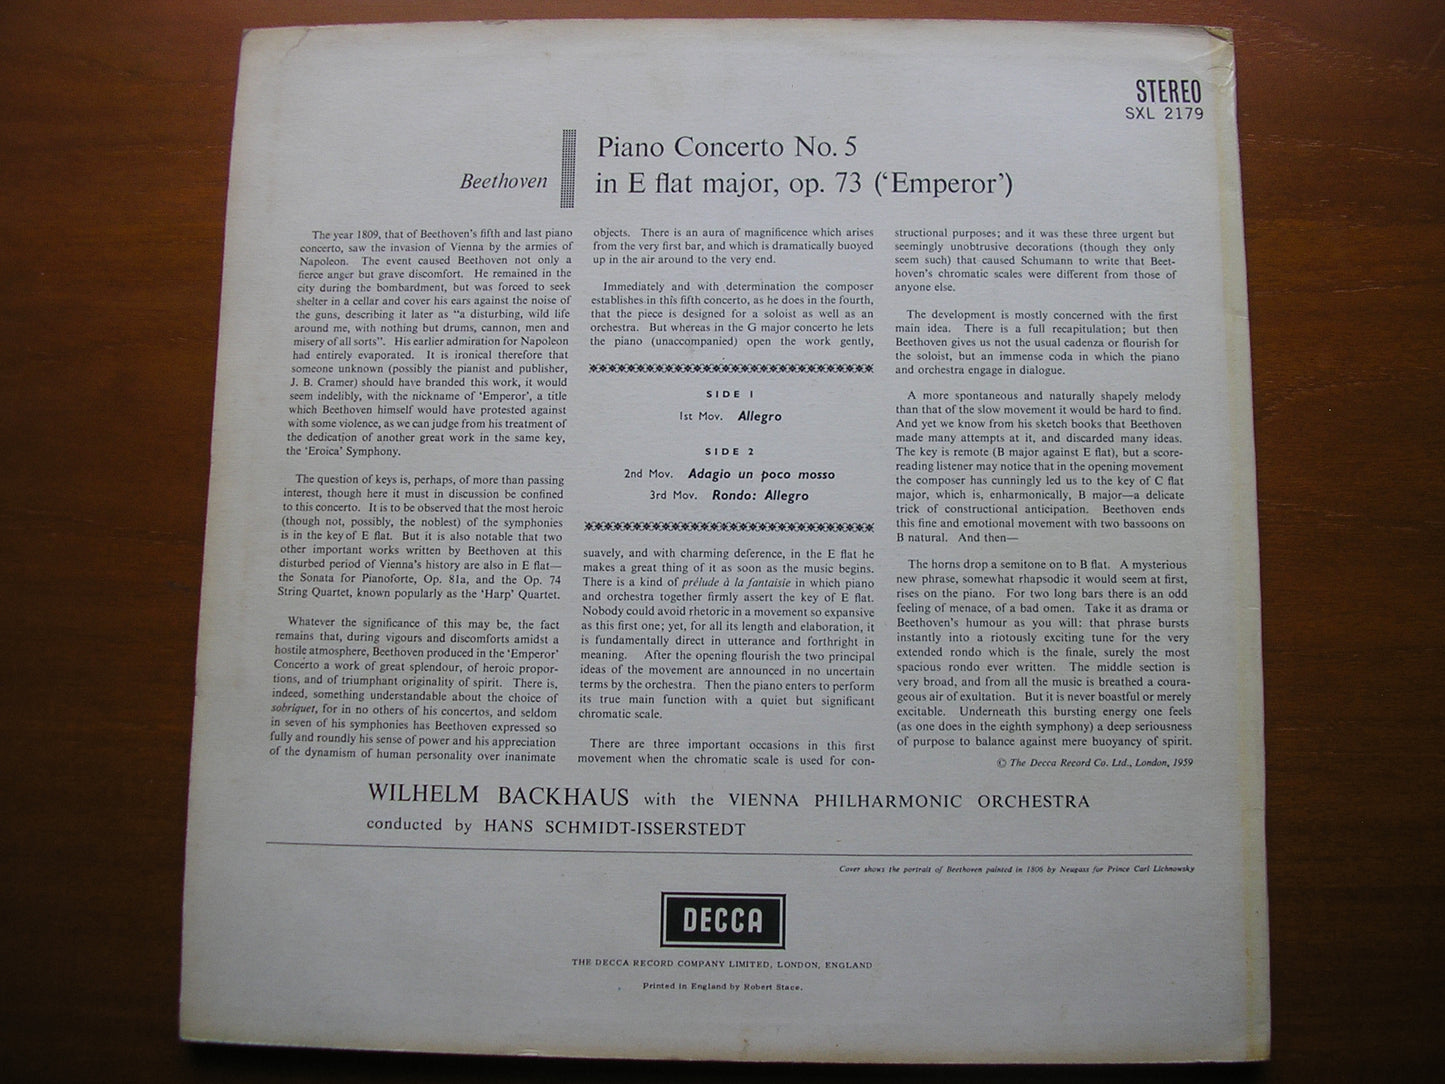 STEREO
SXL 2179
Beethoven
Piano Concerto No. 5
in E flat major, op. 73 (‘Emperor’)
The year 1809, that of Beethoven's fifth and last piano
concerto, saw the invasion of Vienna by the armies of
Napoleon. The event caused Beethoven not only a
fierce anger but grave discomfort. He remained in the
city during the bombardment, but was forced to seek
shelter in a cellar and cover his ears against the noise of
the guns, describing it later as “a disturbing, wild life
around me, with nothing but drums, cannon, men and
misery of all sorts”. His earlier admiration for Napoleon
had entirely evaporated. It is ironical therefore that
someone unknown (possibly the pianist and publisher,
J. B. Cramer) should have branded this work, it would
seem indelibly, with the nickname of ‘Emperor’, a title
which Beethoven himself would have protested against
with some violence, as we can judge from his treatment of
the dedication of another great work in the same key,
the ‘Eroica’ Symphony.
The question of keys is, perhaps, of more than passing
interest, though here it must in discussion be confined
to this concerto. It is to be observed that the most heroic
(though not, possibly, the noblest) of the symphonies
is in the key of E flat. But it is also notable that two
other important works written by Beethoven at this
disturbed period of Vienna's history are also in E flat—
the Sonata for Pianoforte, Op. 81a, and the Op. 74
String Quartet, known popularly as the ‘Harp’ Quartet.
Whatever the significance of this may be, the fact
remains that, during vigours and discomforts amidst a
hostile atmosphere, Beethoven produced in the ‘Emperor’
Concerto a work of great splendour, of heroic propor-
tions, and of triumphant originality of spirit. There is,
indeed, something understandable about the choice of
sobriquet, for in no others of his concertos, and seldom
in seven of his symphonies has Beethoven expressed so
fully and roundly his sense of power and his appreciation
of the dynamism of human personality over inanimate
objects. There is an aura of magnificence which arises
from the very first bar, and which is dramatically buoyed
up in the air around to the very end.
Immediately and with determination the composer
establishes in this fifth concerto, as he does in the fourth,
that the piece is designed for a soloist as well as an
orchestra. But whereas in the G major concerto he lets
the piano (unaccompanied) open the work gently,
SIDE 1
1st Mov. Allegro
SIDE 2
2nd Mov. Adagio un poco mosso
3rd Mov. Rondo: Allegro
suavely, and with charming deference, in the E flat he
makes a great thing of it as soon as the music begins.
There is a kind of prélude à la fantaisie in which piano
and orchestra together firmly assert the key of E flat.
Nobody could avoid rhetoric in a movement so expansive
as this first one; yet, for all its length and elaboration, it
is fundamentally direct in utterance and forthright in
meaning. After the opening flourish the two principal
ideas of the movement are announced in no uncertain
terms by the orchestra. Then the piano enters to perform
its true main function with a quiet but significant
chromatic scale.
There are three important occasions in this first
movement when the chromatic scale is used for con-
structional purposes; and it was these three urgent but
seemingly unobtrusive decorations (though they only
seem such) that caused Schumann to write that Beet-
hoven's chromatic scales were different from those of
anyone else.
The development is mostly concerned with the first
main idea. There is a full recapitulation; but then
Beethoven gives us not the usual cadenza or flourish for
the soloist, but an immense coda in which the piano
and orchestra engage in dialogue.
A more spontaneous and naturally shapely melody
than that of the slow movement it would be hard to find.
And yet we know from his sketch books that Beethoven
made many attempts at it, and discarded many ideas.
The key is remote (B major against E flat), but a score-
reading listener may notice that in the opening movement
the composer has cunningly led us to the key of C flat
major, which is, enharmonically, B major—a delicate
trick of constructional anticipation. Beethoven ends
this fine and emotional movement with two bassoons on
B natural. And then—
The horns drop a semitone on to B flat. A mysterious
new phrase, somewhat rhapsodic it would seem at first,
rises on the piano. For two long bars there is an odd
feeling of menace, of a bad omen. Take it as drama or
Beethoven's humour as you will: that phrase bursts
instantly into a riotously exciting tune for the very
extended rondo which is the finale, surely the most
spacious rondo ever written. The middle section is
very broad, and from all the music is breathed a coura-
geous air of exultation. But it is never boastful or merely
excitable. Underneath this bursting energy one feels
(as one does in the eighth symphony) a deep seriousness
of purpose to balance against mere buoyancy of spirit.
© The Decca Record Co. Ltd., London, 1959
WILHELM BACKHAUS with the VIENNA PHILHARMONIC ORCHESTRA
conducted by HANS SCHMIDT-ISSERSTEDT
Cover shows the portrait of Beethoven painted in 1806 by Neugass for Prince Carl Lichnowsky
DECCA
THE DECCA RECORD COMPANY LIMITED, LONDON, ENGLAND
Printed in England by Robert Stace.